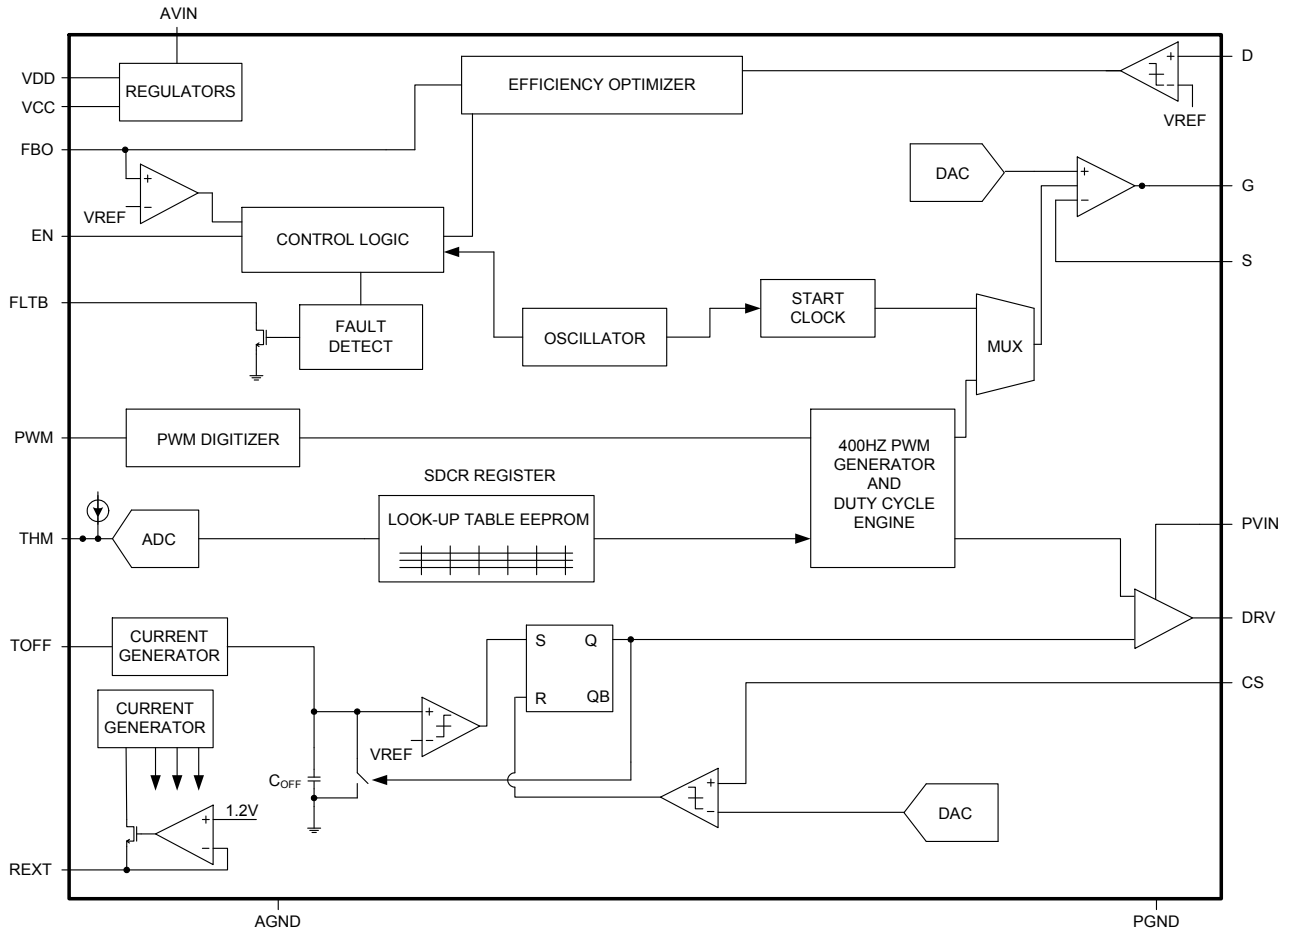 AVIN
VDD
VCC
REGULATORS
EFFICIENCY OPTIMIZER
+
-
D
VREF
FBO
+
-
VREF
DAC
+
-
G
EN
CONTROL LOGIC
S
FLTB
FAULT
DETECT
OSCILLATOR
START
CLOCK
MUX
PWM
PWM DIGITIZER
400HZ PWM
GENERATOR
AND
DUTY CYCLE
ENGINE
SDCR REGISTER
LOOK-UP TABLE EEPROM
THM
ADC
PVIN
DRV
TOFF
CURRENT
GENERATOR
S
Q
R
QB
CS
CURRENT
GENERATOR
+
-
VREF
COFF
+
-
DAC
1.2V
+
-
REXT
AGND
PGND